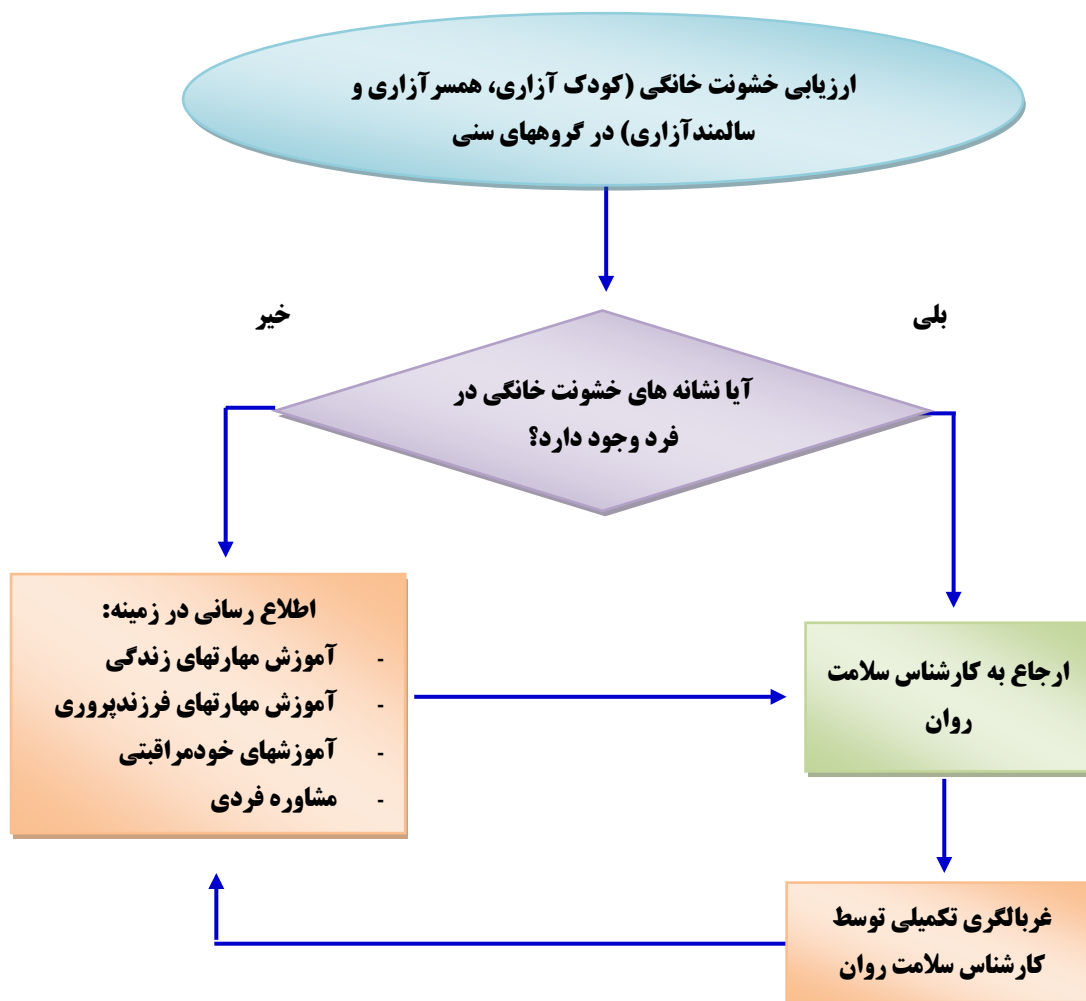 ارزیابی خشونت خانگی (کودک آزاری، همسرآزاری و
سالمندآزاری) در گروههای سنی
بلی
خیر
آیا نشانه های خشونت خانگی در
فرد وجود دارد؟
اطلاع رسانی در زمینه:
- آموزش مهارتهای زندگی
- آموزش مهارتهای فرزندپروری
- آموزشهای خودمراقبتی
- مشاوره فردی
ارجاع به کارشناس سلامت
روان
غربالگری تکمیلی توسط
کارشناس سلامت روان